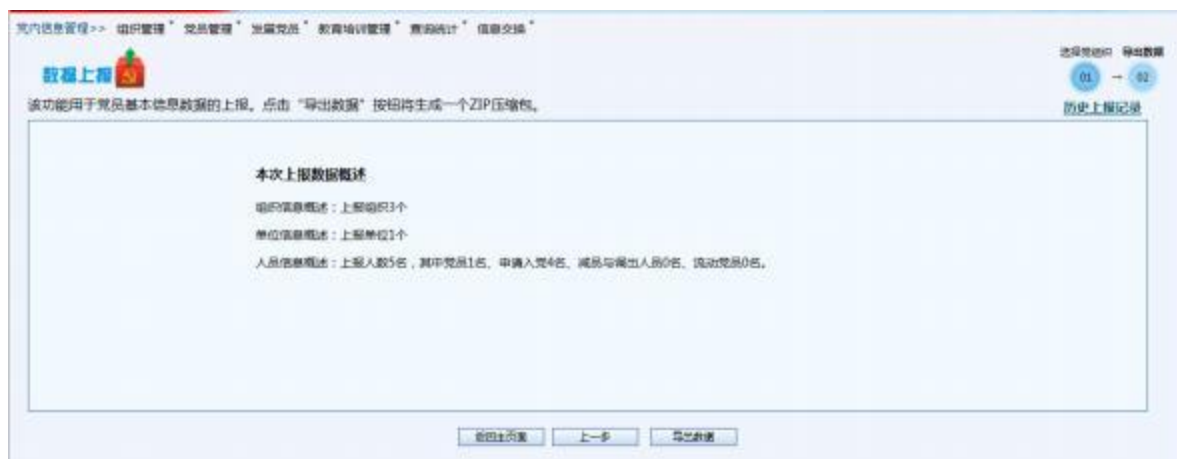 党内信息管理>> 组织管理 党员管理 发展党员 教育培训管理 查询统计 信息交换
选择党组织 导出数据
数据上报
01 → 02
该功能用于党员基本信息数据的上报。点击“导出数据”按钮将生成一个ZIP压缩包。
历史上报记录
本次上报数据概述
组织信息概述：上报组织3个
单位信息概述：上报单位1个
人员信息概述：上报人数5名，其中党员1名、申请入党4名、减员与调出人员0名、流动党员0名。
返回主页面 上一步 导出数据